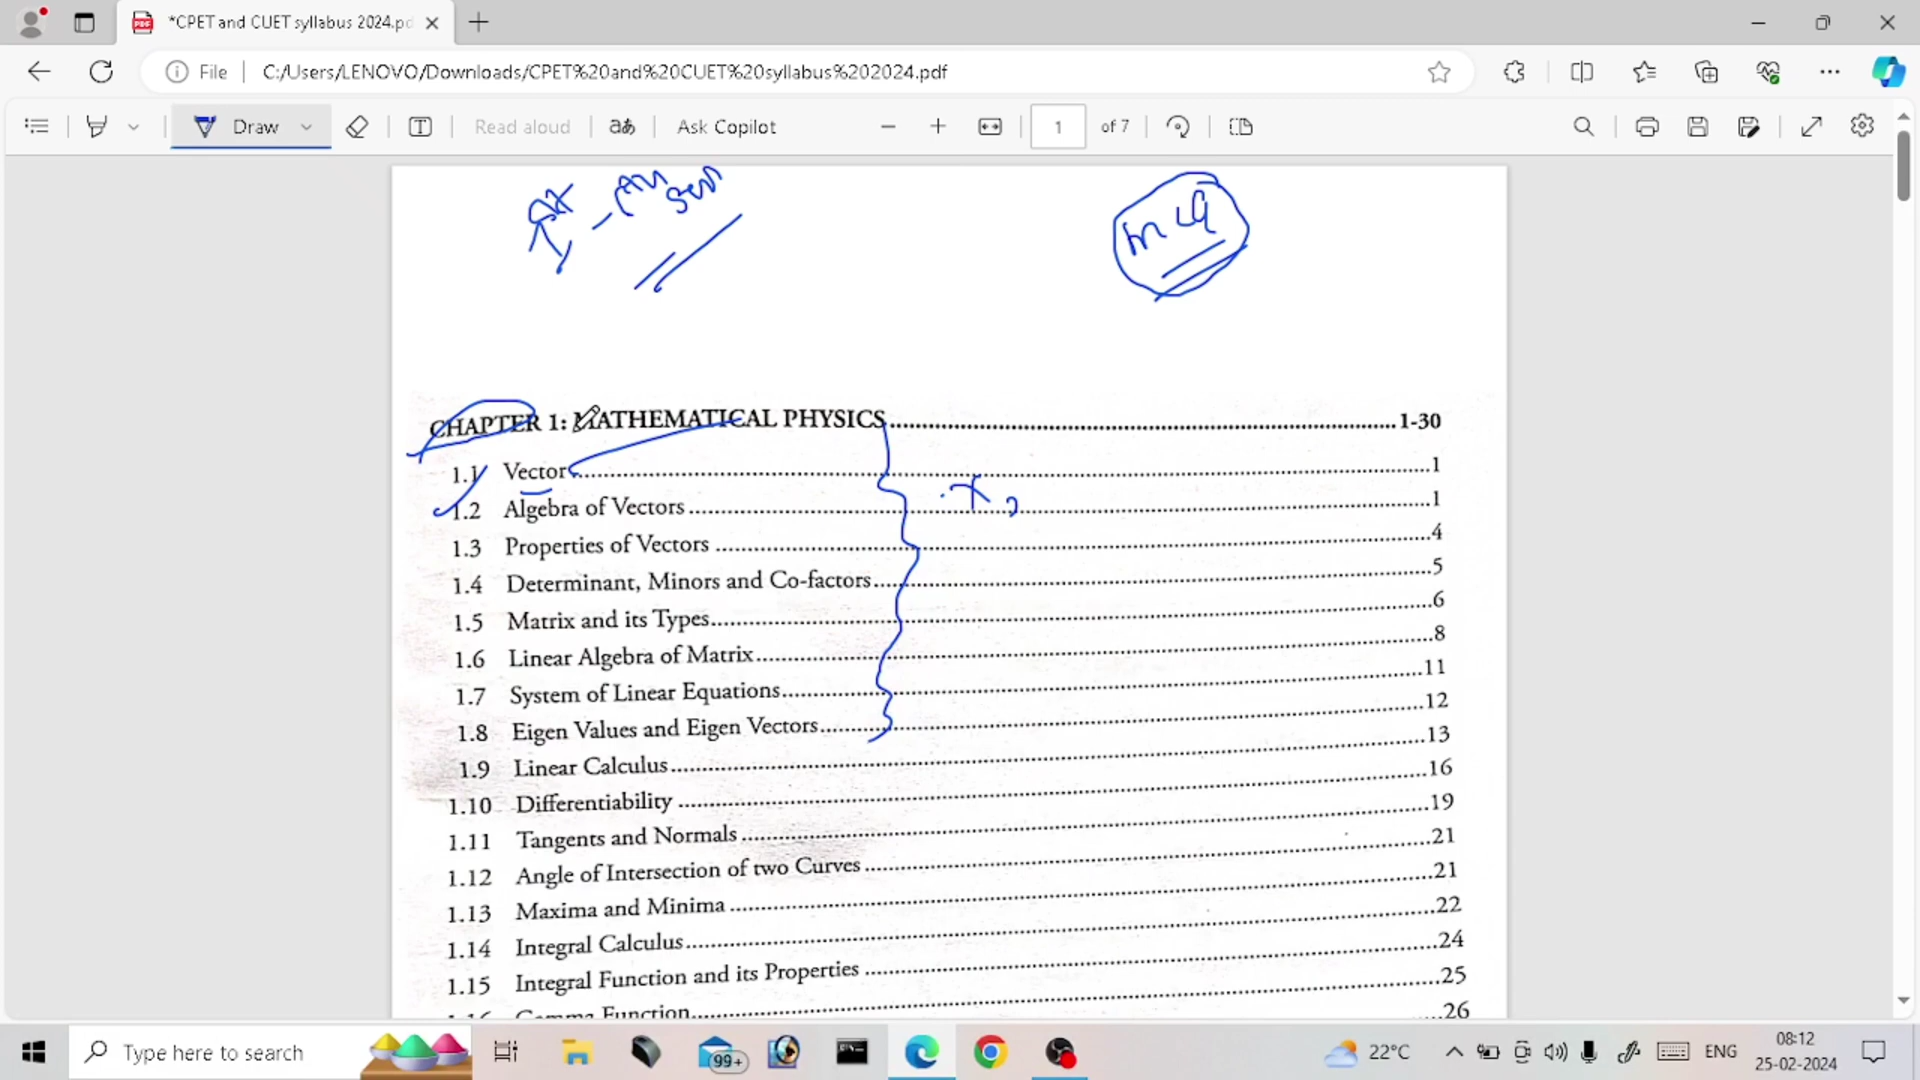 *CPET and CUET syllabus 2024.pd
File
C:/Users/LENOVO/Downloads/CPET%20and%20CUET%20syllabus%202024.pdf
Draw
Read aloud
aあ
Ask Copilot
1
of 7
mcq
CHAPTER 1: MATHEMATICAL PHYSICS..........1-30
1.1 Vector..........1
1.2 Algebra of Vectors..........1
1.3 Properties of Vectors..........4
1.4 Determinant, Minors and Co-factors..........5
1.5 Matrix and its Types..........6
1.6 Linear Algebra of Matrix..........8
1.7 System of Linear Equations..........11
1.8 Eigen Values and Eigen Vectors..........12
1.9 Linear Calculus..........13
1.10 Differentiability..........16
1.11 Tangents and Normals..........19
1.12 Angle of Intersection of two Curves..........21
1.13 Maxima and Minima..........21
1.14 Integral Calculus..........22
1.15 Integral Function and its Properties..........24
25
1.16 Gamma Function..........26
Type here to search
99+
22°C
ENG
08:12
25-02-2024